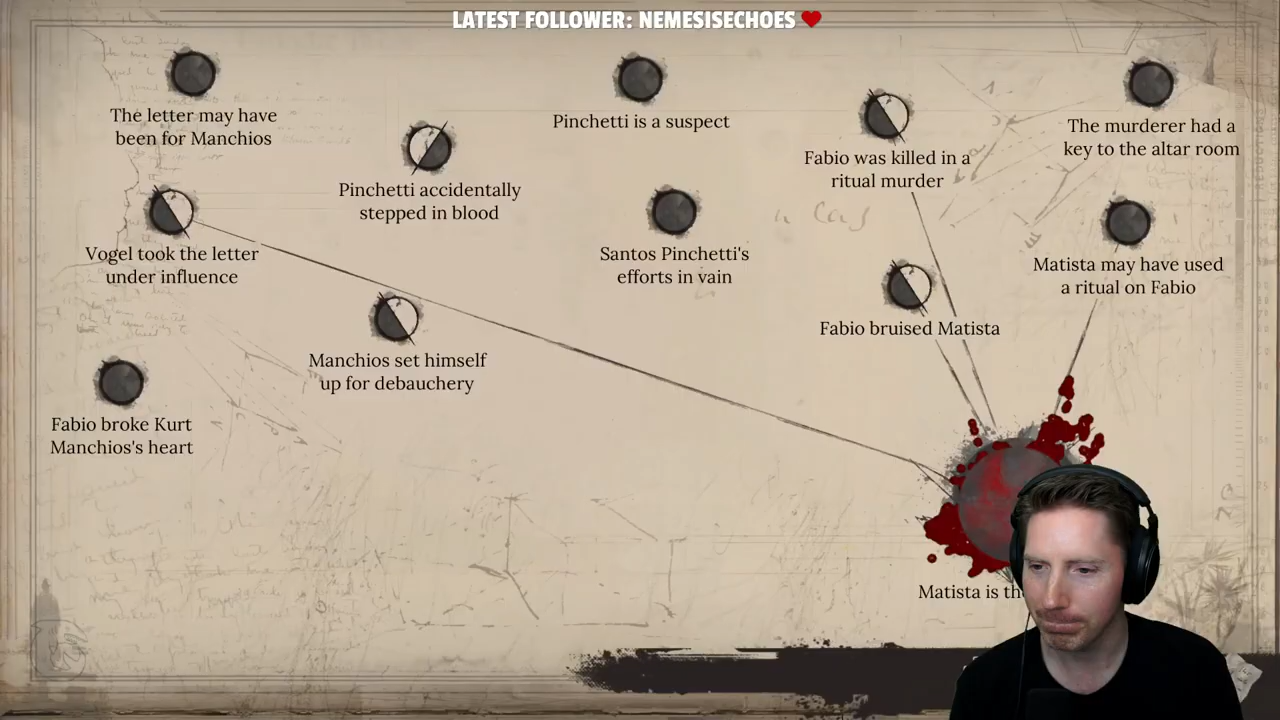 LATEST FOLLOWER: NEMESISECHOES
The letter may have
been for Manchios
Pinchetti accidentally
stepped in blood
Pinchetti is a suspect
Fabio was killed in a
ritual murder
The murderer had a
key to the altar room
Vogel took the letter
under influence
Santos Pinchetti's
efforts in vain
Matista may have used
a ritual on Fabio
Manchios set himself
up for debauchery
Fabio bruised Matista
Fabio broke Kurt
Manchios's heart
Matista is